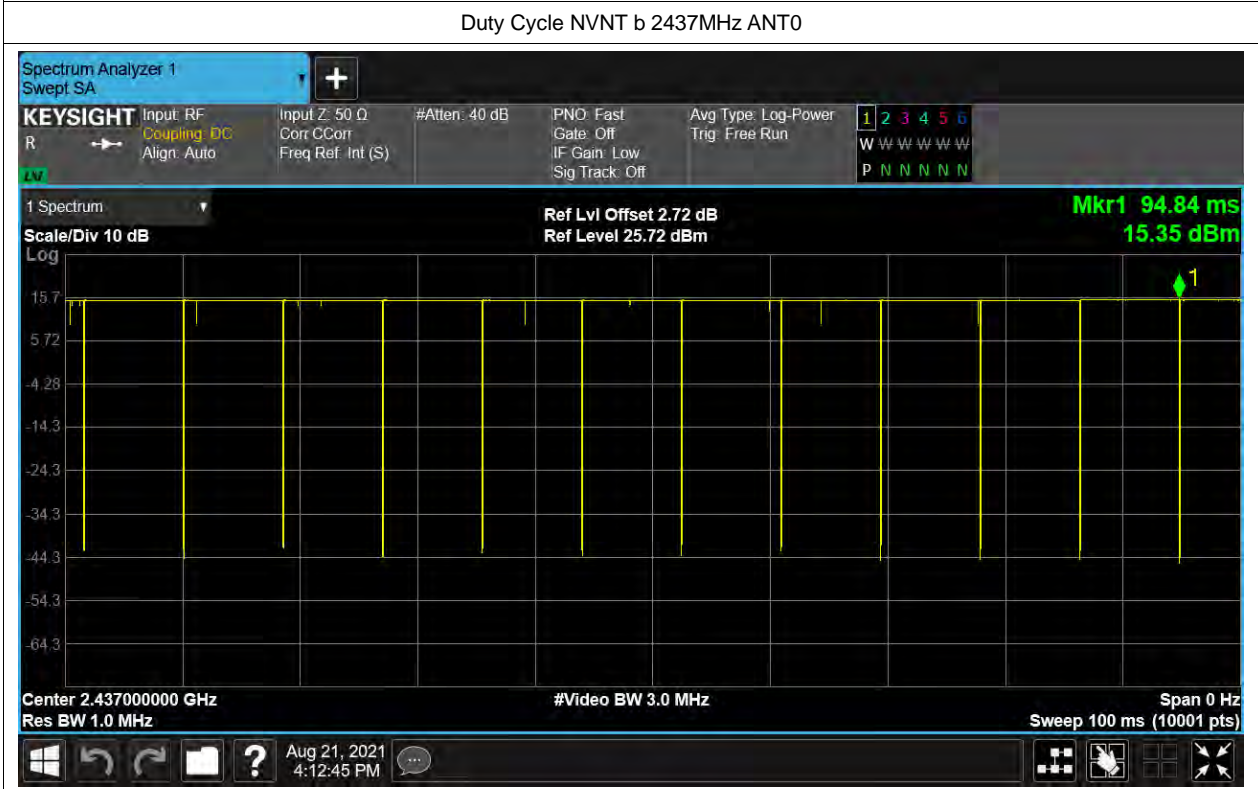 Duty Cycle NVNT b 2437MHz ANT0
Spectrum Analyzer 1
Swept SA
+
KEYSIGHT
R
LXI
Input: RF
Coupling: DC
Align: Auto
Input Z: 50 Ω
Corr CCorr
Freq Ref: Int (S)
#Atten: 40 dB
PNO: Fast
Gate: Off
IF Gain: Low
Sig Track: Off
Avg Type: Log-Power
Trig: Free Run
1 2 3 4 5 6
W W W W W W
P N N N N N
1 Spectrum
Scale/Div 10 dB
Ref Lvl Offset 2.72 dB
Ref Level 25.72 dBm
Mkr1 94.84 ms
15.35 dBm
Log
1
15.7
5.72
-4.28
-14.3
-24.3
-34.3
-44.3
-54.3
-64.3
Center 2.437000000 GHz
#Video BW 3.0 MHz
Span 0 Hz
Res BW 1.0 MHz
Sweep 100 ms (10001 pts)
?
Aug 21, 2021
4:12:45 PM